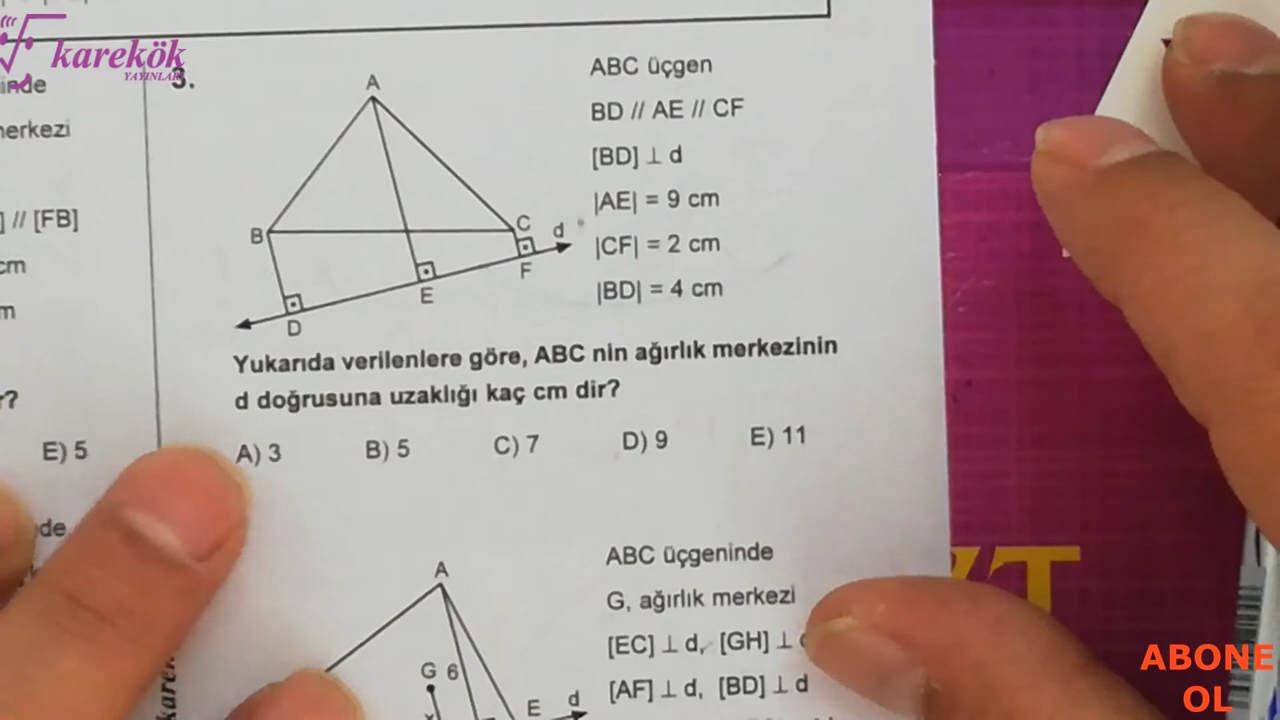 karekök
YAYINLARI
inde
merkezi
] // [FB]
cm
m
r?
E) 5
de
karek
3.
A
B
C
d
D
E
F
ABC üçgen
BD // AE // CF
[BD] ⊥ d
|AE| = 9 cm
|CF| = 2 cm
|BD| = 4 cm
Yukarıda verilenlere göre, ABC nin ağırlık merkezinin
d doğrusuna uzaklığı kaç cm dir?
A) 3 B) 5 C) 7 D) 9 E) 11
A
G 6
E d
ABC üçgeninde
G, ağırlık merkezi
[EC] ⊥ d, [GH] ⊥
[AF] ⊥ d, [BD] ⊥ d
ABONE
OL